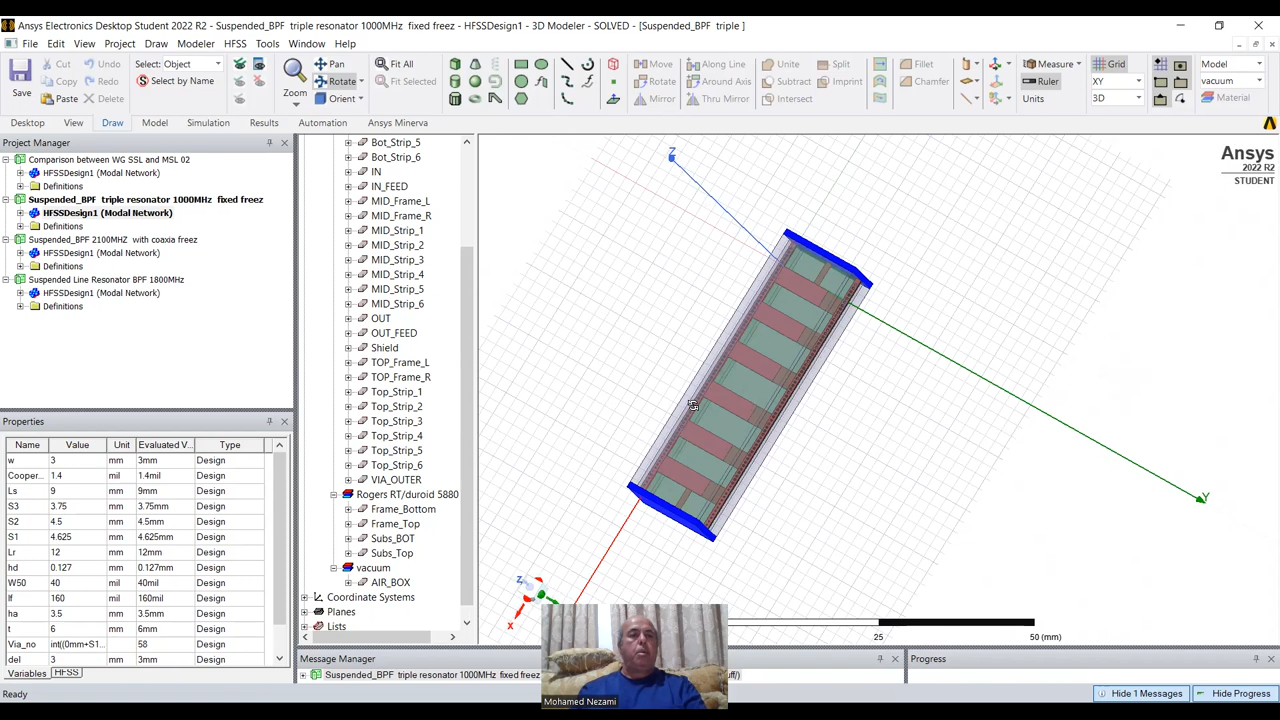 Ansys Electronics Desktop Student 2022 R2 - Suspended_BPF  triple resonator 1000MHz  fixed freez - HFSSDesign1 - 3D Modeler - SOLVED - [Suspended_BPF  triple ]
File Edit View Project Draw Modeler HFSS Tools Window Help
Save
Cut Undo
Copy Redo
Paste Delete
Select: Object
Select by Name
Zoom
Pan
Rotate
Orient
Fit All
Fit Selected
Move Along Line
Rotate Around Axis
Mirror Thru Mirror
Unite Split
Subtract Imprint
Intersect
Fillet
Chamfer
Measure
Ruler
Units
Grid
XY
3D
Model
vacuum
Material
Desktop View Draw Model Simulation Results Automation Ansys Minerva
Project Manager
Comparison between WG SSL and MSL 02
HFSSDesign1 (Modal Network)
Definitions
Suspended_BPF  triple resonator 1000MHz  fixed freez
HFSSDesign1 (Modal Network)
Definitions
Suspended_BPF 2100MHZ  with coaxia freez
HFSSDesign1 (Modal Network)
Definitions
Suspended Line Resonator BPF 1800MHz
HFSSDesign1 (Modal Network)
Definitions
Properties
Name Value Unit Evaluated V... Type
w 3 mm 3mm Design
Cooper... 1.4 mil 1.4mil Design
Ls 9 mm 9mm Design
S3 3.75 mm 3.75mm Design
S2 4.5 mm 4.5mm Design
S1 4.625 mm 4.625mm Design
Lr 12 mm 12mm Design
hd 0.127 mm 0.127mm Design
W50 40 mil 40mil Design
lf 160 mil 160mil Design
ha 3.5 mm 3.5mm Design
t 6 mm 6mm Design
Via_no int((0mm+S1... 58 Design
del 3 mm 3mm Design
Variables HFSS
Bot_Strip_5
Bot_Strip_6
IN
IN_FEED
MID_Frame_L
MID_Frame_R
MID_Strip_1
MID_Strip_2
MID_Strip_3
MID_Strip_4
MID_Strip_5
MID_Strip_6
OUT
OUT_FEED
Shield
TOP_Frame_L
TOP_Frame_R
Top_Strip_1
Top_Strip_2
Top_Strip_3
Top_Strip_4
Top_Strip_5
Top_Strip_6
VIA_OUTER
Rogers RT/duroid 5880
Frame_Bottom
Frame_Top
Subs_BOT
Subs_Top
vacuum
AIR_BOX
Coordinate Systems
Planes
Lists
Ansys
2022 R2
STUDENT
Z
Y
Z
X
25 50 (mm)
Message Manager
Suspended_BPF  triple resonator 1000MHz  fixed freez
Progress
Mohamed Nezami
Ready
Hide 1 Messages Hide Progress